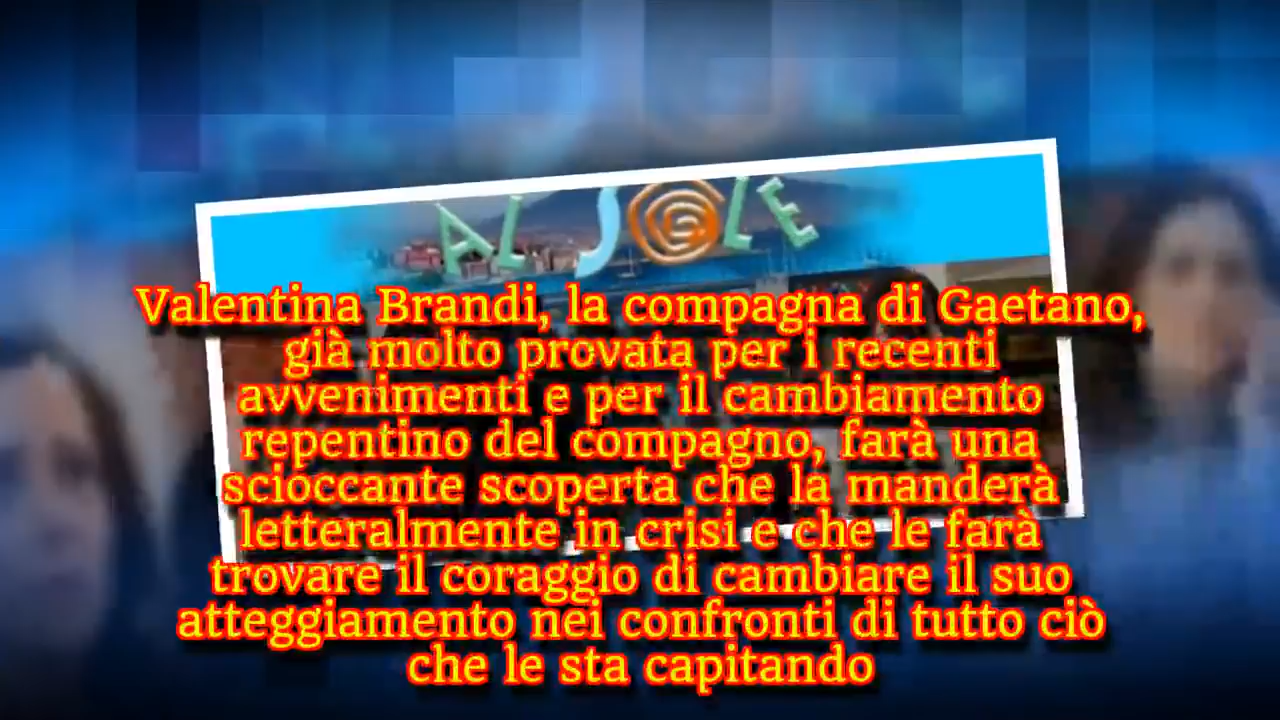 AL SOLE
Valentina Brandi, la compagna di Gaetano,
già molto provata per i recenti
avvenimenti e per il cambiamento
repentino del compagno, farà una
scioccante scoperta che la manderà
letteralmente in crisi e che le farà
trovare il coraggio di cambiare il suo
atteggiamento nei confronti di tutto ciò
che le sta capitando